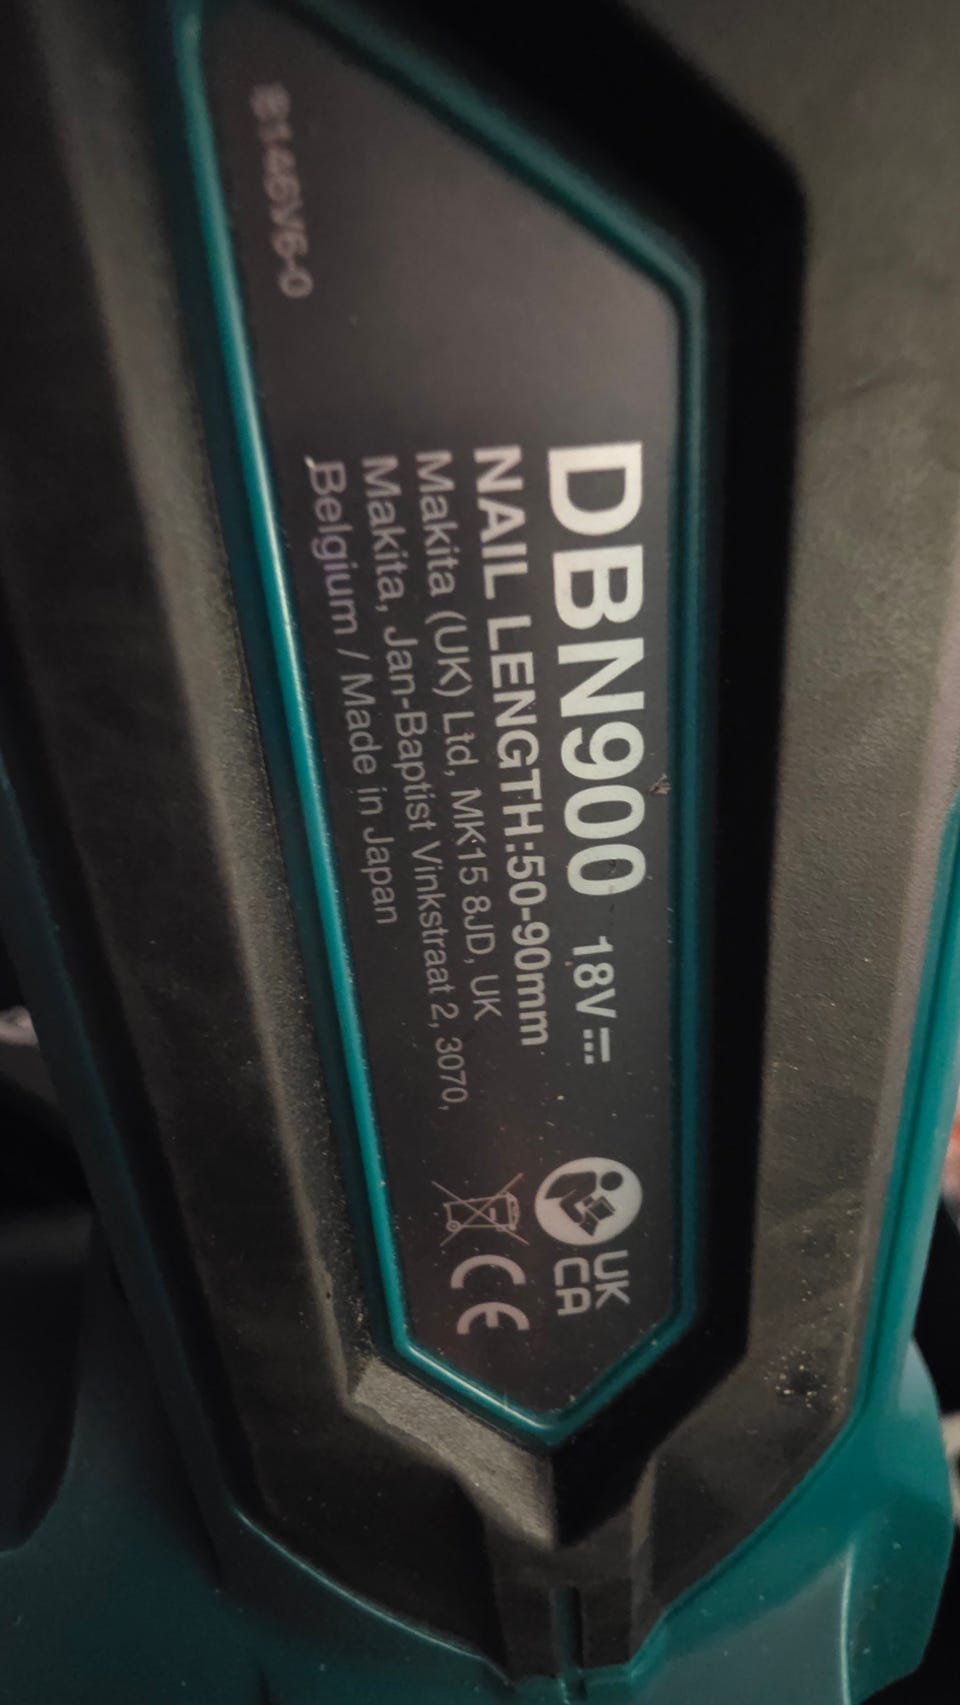 DBN900 18V
NAIL LENGTH:50-90mm
Makita (UK) Ltd, MK15 8JD, UK
Makita, Jan-Baptist Vinkstraat 2, 3070,
Belgium / Made in Japan
UK
CA
CE